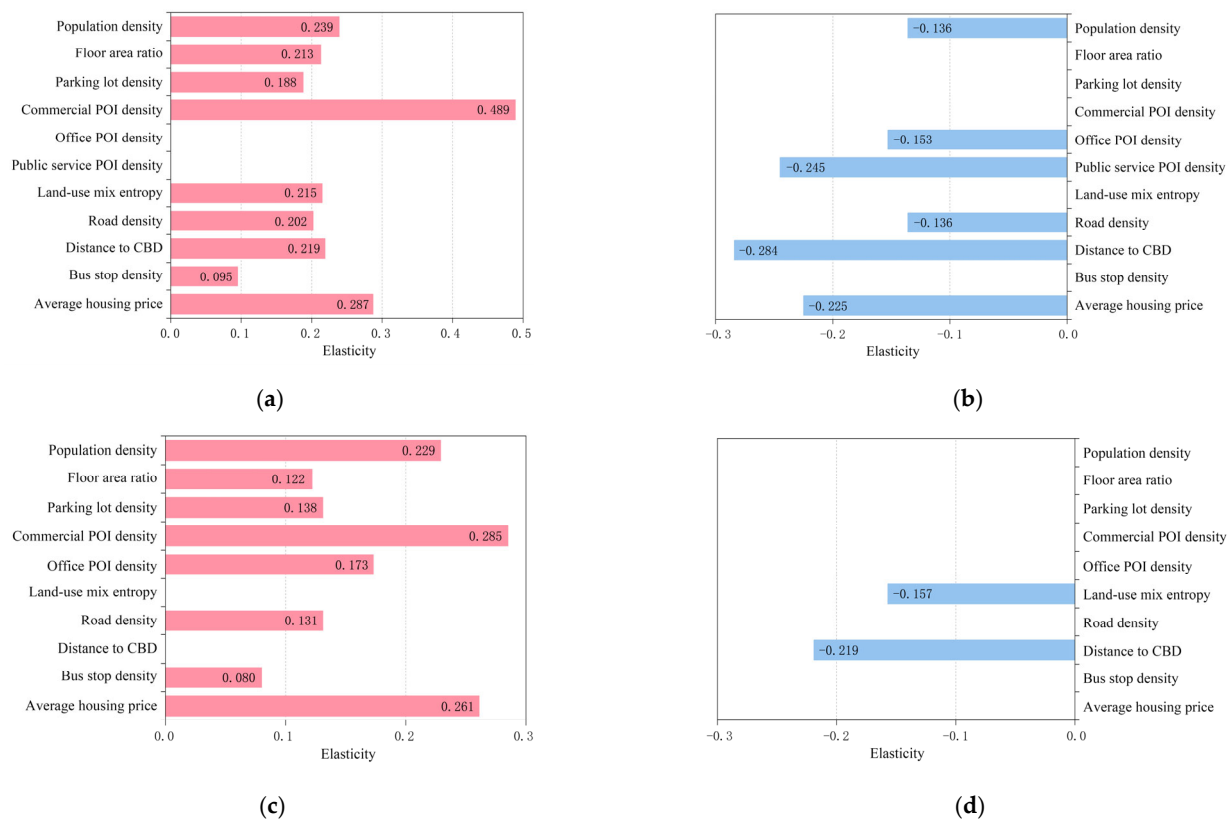 Population density 0.239
Floor area ratio 0.213
Parking lot density 0.188
Commercial POI density 0.489
Office POI density
Public service POI density
Land-use mix entropy 0.215
Road density 0.202
Distance to CBD 0.219
Bus stop density 0.095
Average housing price 0.287
0.0 0.1 0.2 0.3 0.4 0.5
Elasticity
(a)
-0.136 Population density
Floor area ratio
Parking lot density
Commercial POI density
-0.153 Office POI density
-0.245 Public service POI density
Land-use mix entropy
-0.136 Road density
-0.284 Distance to CBD
Bus stop density
-0.225 Average housing price
-0.3 -0.2 -0.1 0.0
Elasticity
(b)
Population density 0.229
Floor area ratio 0.122
Parking lot density 0.138
Commercial POI density 0.285
Office POI density 0.173
Land-use mix entropy
Road density 0.131
Distance to CBD
Bus stop density 0.080
Average housing price 0.261
0.0 0.1 0.2 0.3
Elasticity
(c)
Population density
Floor area ratio
Parking lot density
Commercial POI density
Office POI density
-0.157 Land-use mix entropy
Road density
-0.219 Distance to CBD
Bus stop density
Average housing price
-0.3 -0.2 -0.1 0.0
Elasticity
(d)